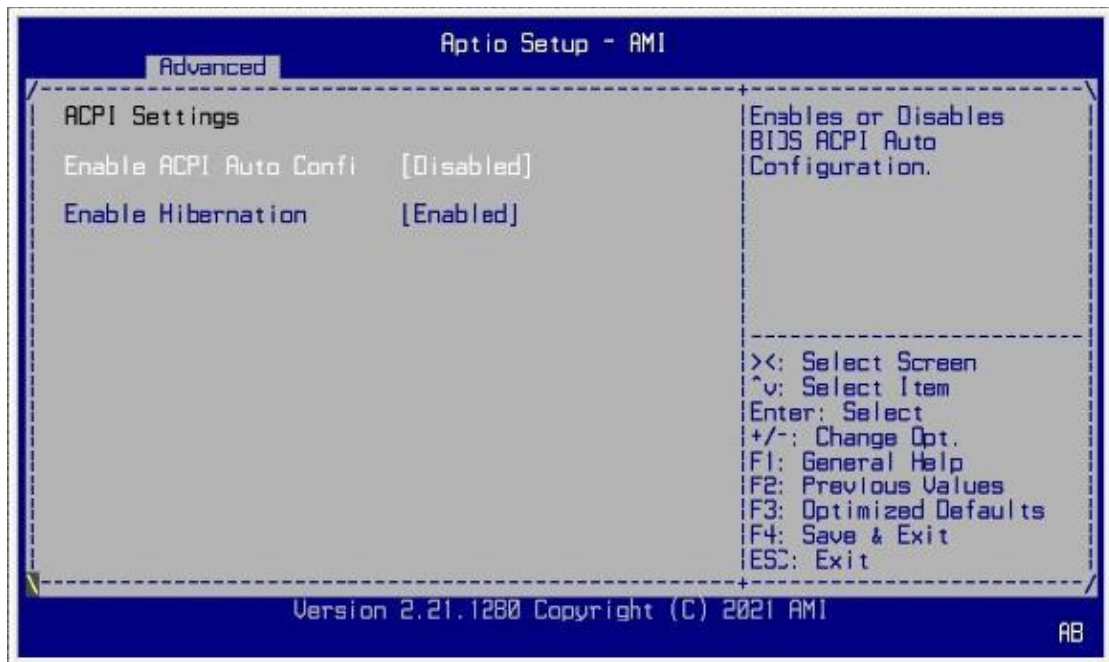 Aptio Setup - AMI
Advanced
ACPI Settings
Enable ACPI Auto Confi [Disabled]
Enable Hibernation [Enabled]
Enables or Disables
BIOS ACPI Auto
Configuration.
><: Select Screen
^v: Select Item
Enter: Select
+/-: Change Opt.
F1: General Help
F2: Previous Values
F3: Optimized Defaults
F4: Save & Exit
ESC: Exit
Version 2.21.1280 Copyright (C) 2021 AMI
AB